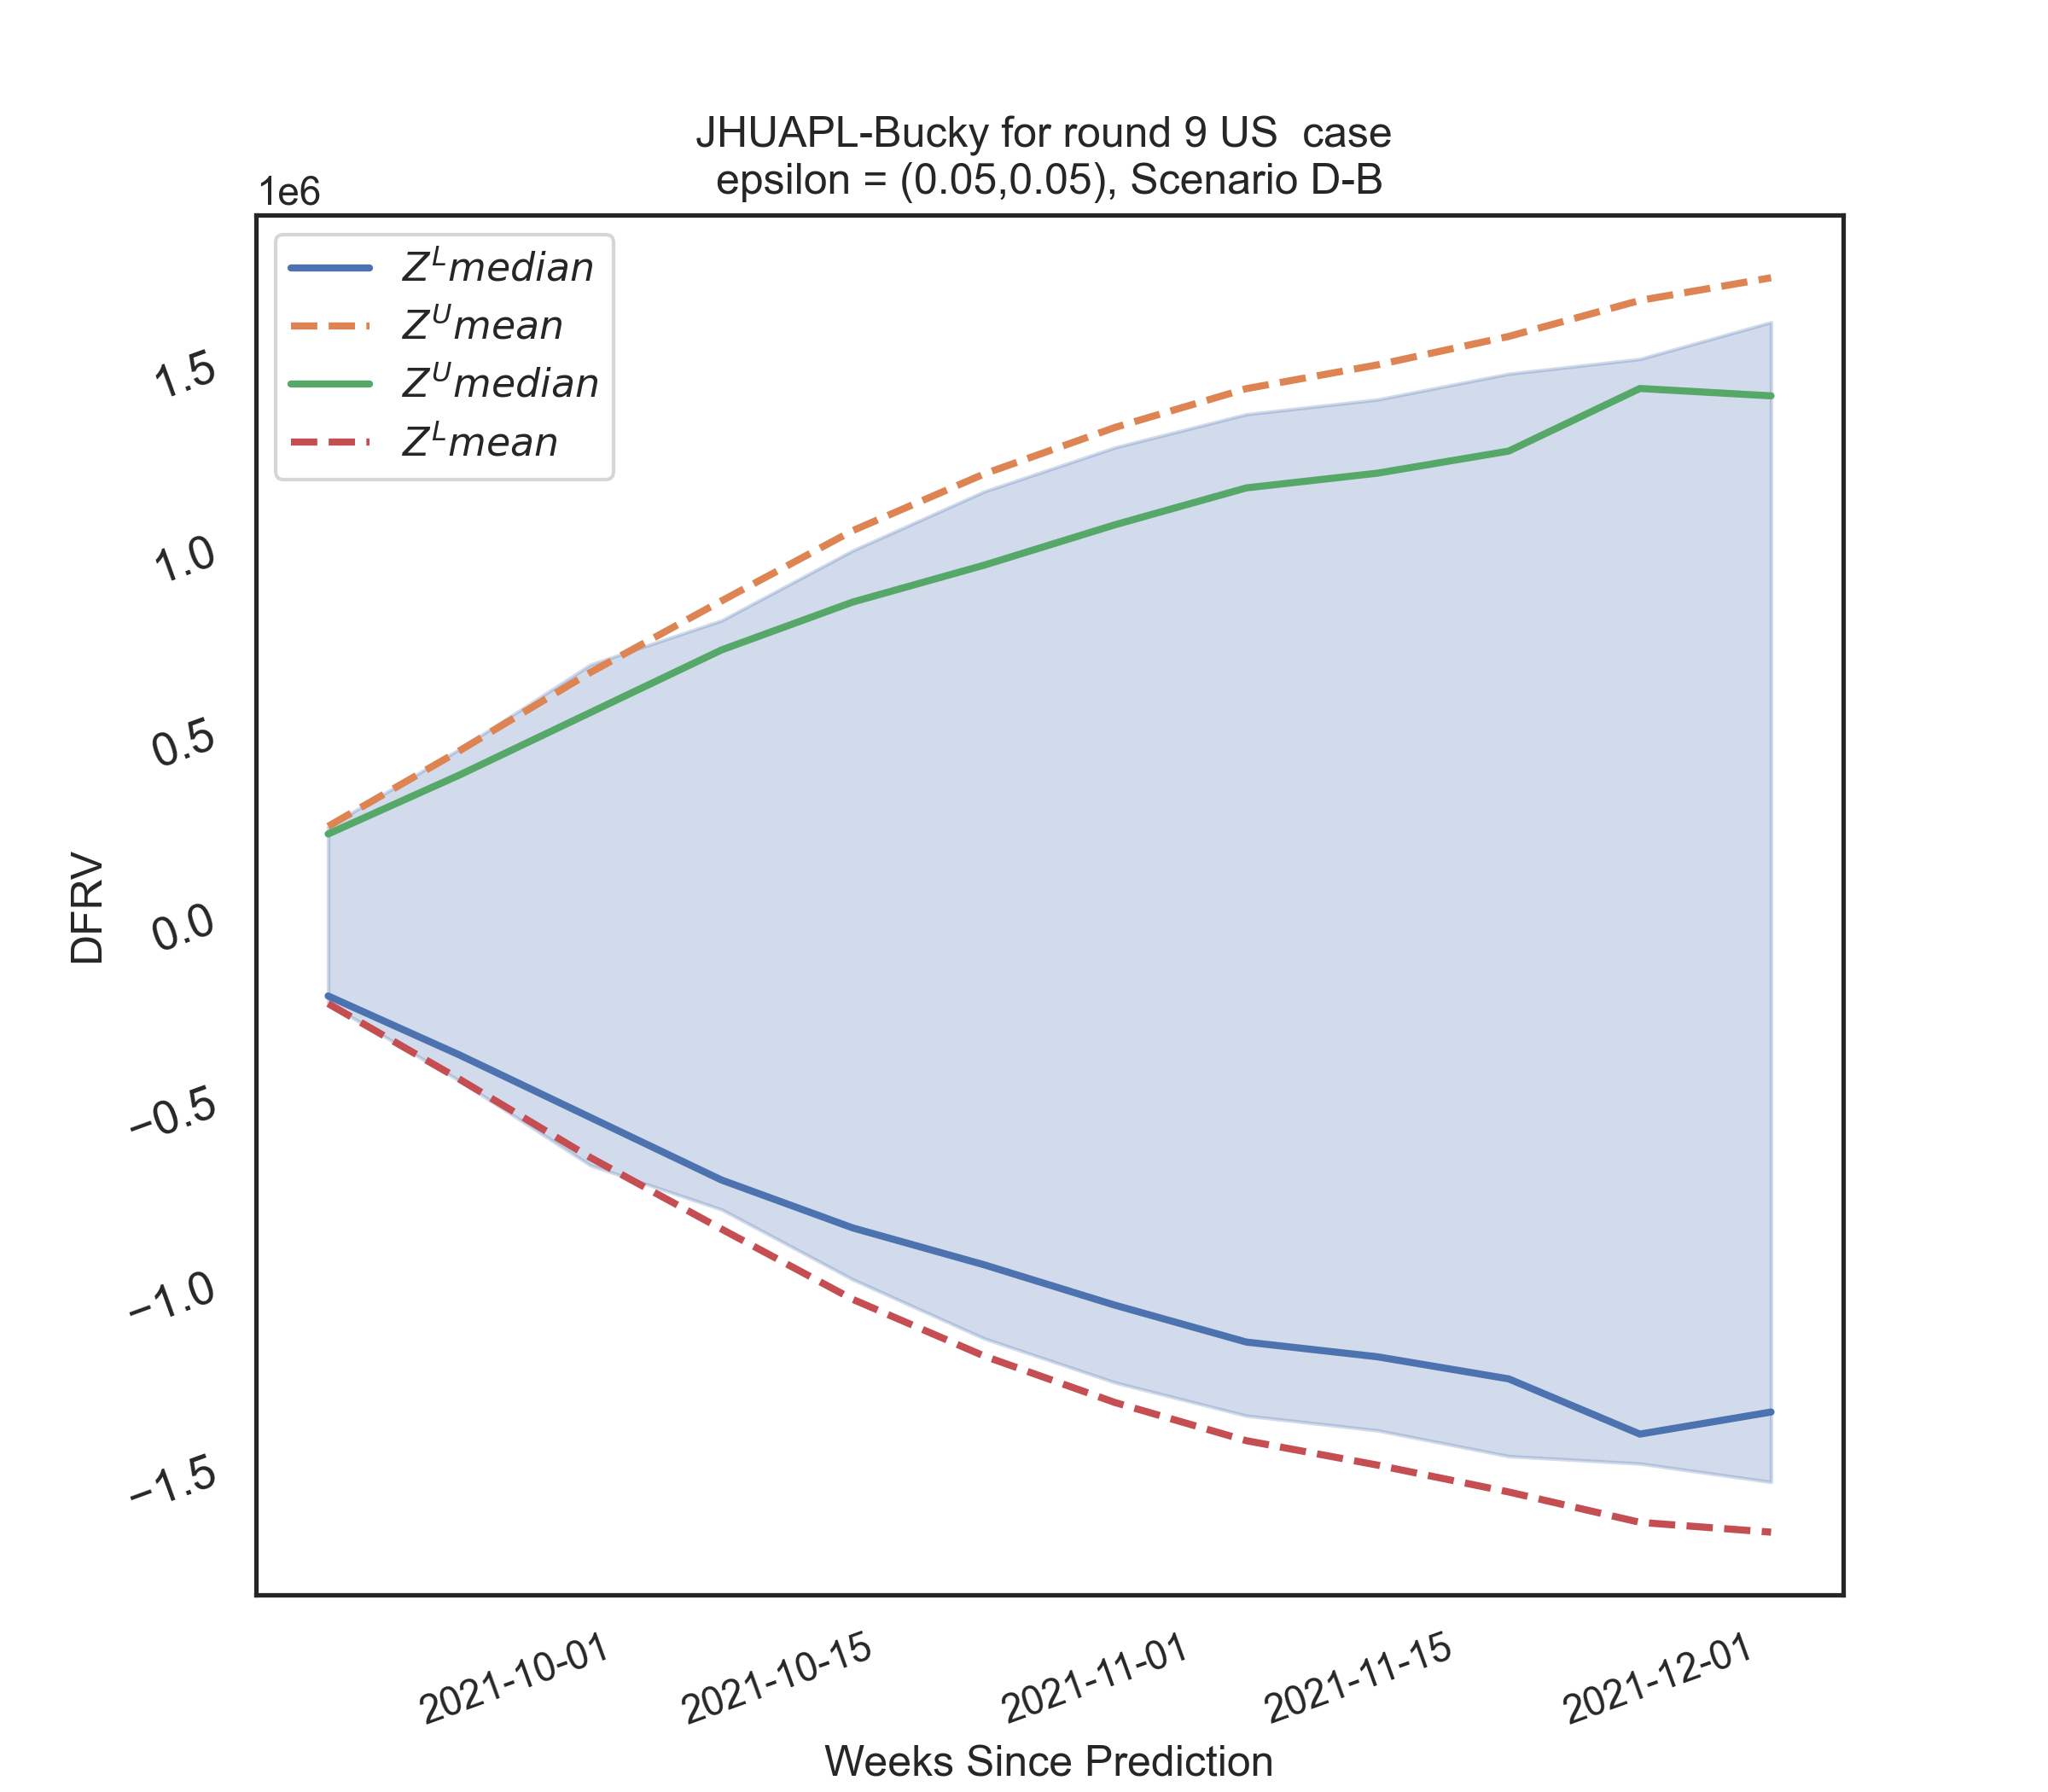 JHUAPL-Bucky for round 9 US  case
epsilon = (0.05,0.05), Scenario D-B
1e6
Z^L median
Z^U mean
Z^U median
Z^L mean
1.5
1.0
0.5
0.0
−0.5
−1.0
−1.5
DFRV
2021-10-01
2021-10-15
2021-11-01
2021-11-15
2021-12-01
Weeks Since Prediction